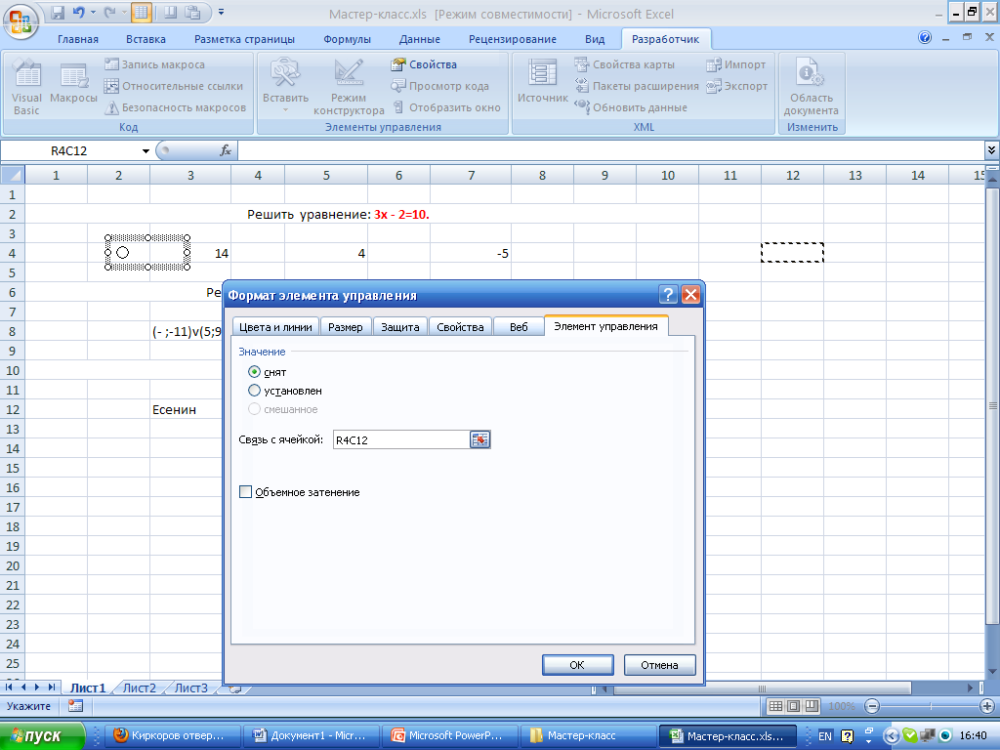 Мастер-класс.xls [Режим совместимости] - Microsoft Excel
Главная Вставка Разметка страницы Формулы Данные Рецензирование Вид Разработчик
Visual Basic
Макросы
Запись макроса
Относительные ссылки
Безопасность макросов
Код
Вставить
Режим конструктора
Свойства
Просмотр кода
Отобразить окно
Элементы управления
Источник
Свойства карты
Пакеты расширения
Обновить данные
Импорт
Экспорт
XML
Область документа
Изменить
R4C12
fx
1 2 3 4 5 6 7 8 9 10 11 12 13 14 15
1
2 Решить уравнение: 3x - 2=10.
3
4 14 4 -5
5
6 Ре
7
8 (- ;-11)v(5;9
9
10
11
12 Есенин
13
14
15
16
17
18
19
20
21
22
23
24
25
Формат элемента управления
Цвета и линии Размер Защита Свойства Веб Элемент управления
Значение
снят
установлен
смешанное
Связь с ячейкой: R4C12
Объемное затенение
ОК Отмена
Лист1 Лист2 Лист3
Укажите 100%
пуск Киркоров отвер... Документ1 - Micr... Microsoft PowerP... Мастер-класс Мастер-класс.xls... EN 16:40